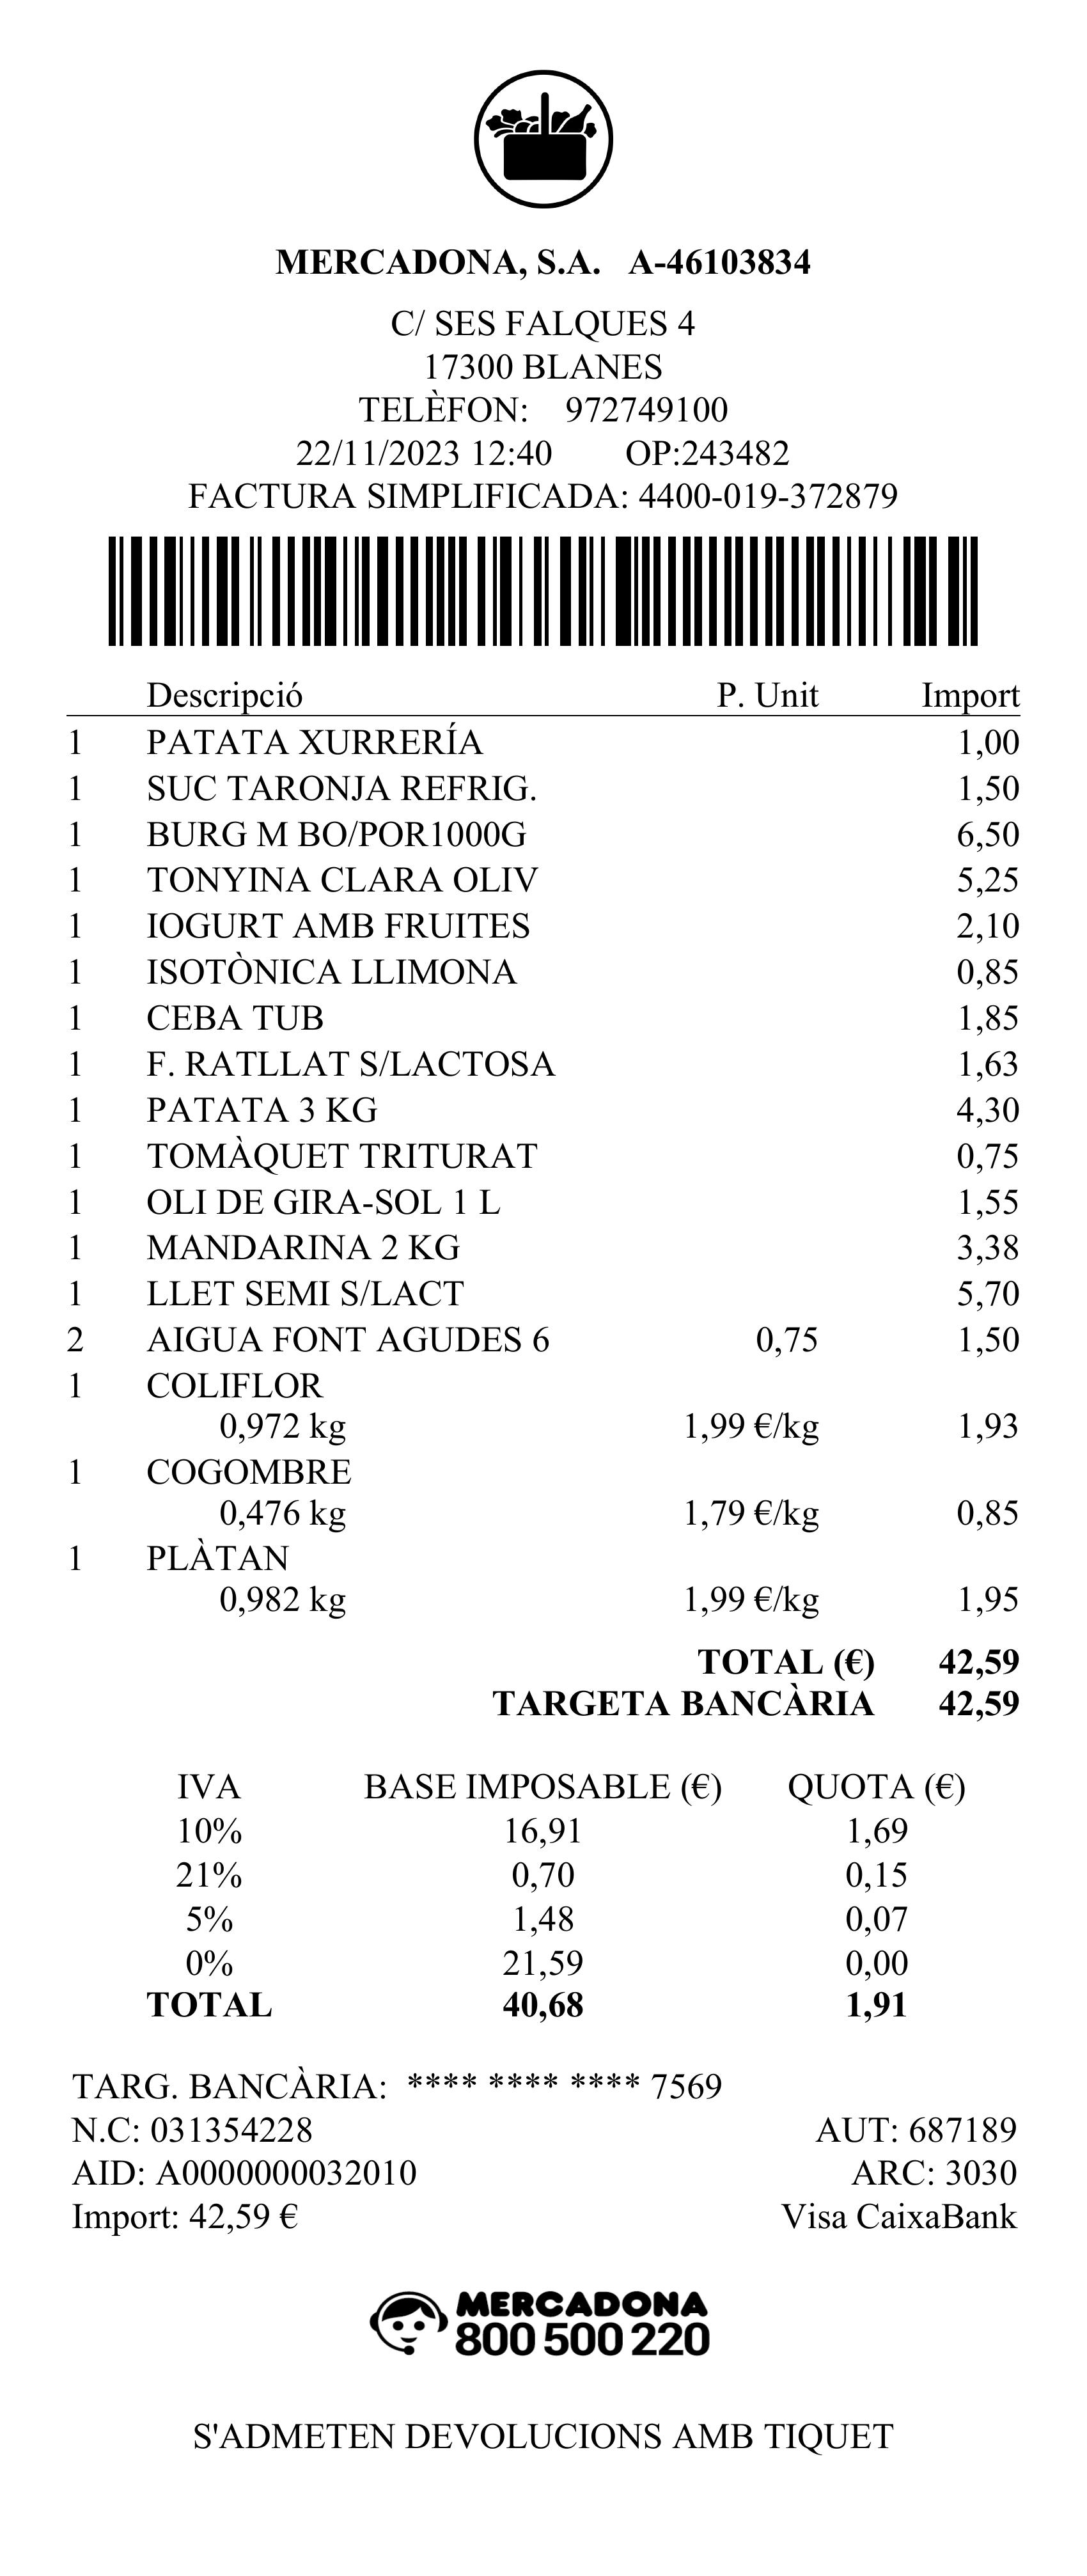 MERCADONA, S.A. A-46103834
C/ SES FALQUES 4
17300 BLANES
TELÈFON: 972749100
22/11/2023 12:40 OP:243482
FACTURA SIMPLIFICADA: 4400-019-372879
Descripció P. Unit Import
1 PATATA XURRERÍA 1,00
1 SUC TARONJA REFRIG. 1,50
1 BURG M BO/POR1000G 6,50
1 TONYINA CLARA OLIV 5,25
1 IOGURT AMB FRUITES 2,10
1 ISOTÒNICA LLIMONA 0,85
1 CEBA TUB 1,85
1 F. RATLLAT S/LACTOSA 1,63
1 PATATA 3 KG 4,30
1 TOMÀQUET TRITURAT 0,75
1 OLI DE GIRA-SOL 1 L 1,55
1 MANDARINA 2 KG 3,38
1 LLET SEMI S/LACT 5,70
2 AIGUA FONT AGUDES 6 0,75 1,50
1 COLIFLOR
0,972 kg 1,99 €/kg 1,93
1 COGOMBRE
0,476 kg 1,79 €/kg 0,85
1 PLÀTAN
0,982 kg 1,99 €/kg 1,95
TOTAL (€) 42,59
TARGETA BANCÀRIA 42,59
IVA BASE IMPOSABLE (€) QUOTA (€)
10% 16,91 1,69
21% 0,70 0,15
5% 1,48 0,07
0% 21,59 0,00
TOTAL 40,68 1,91
TARG. BANCÀRIA: **** **** **** 7569
N.C: 031354228 AUT: 687189
AID: A0000000032010 ARC: 3030
Import: 42,59 € Visa CaixaBank
MERCADONA
800 500 220
S'ADMETEN DEVOLUCIONS AMB TIQUET